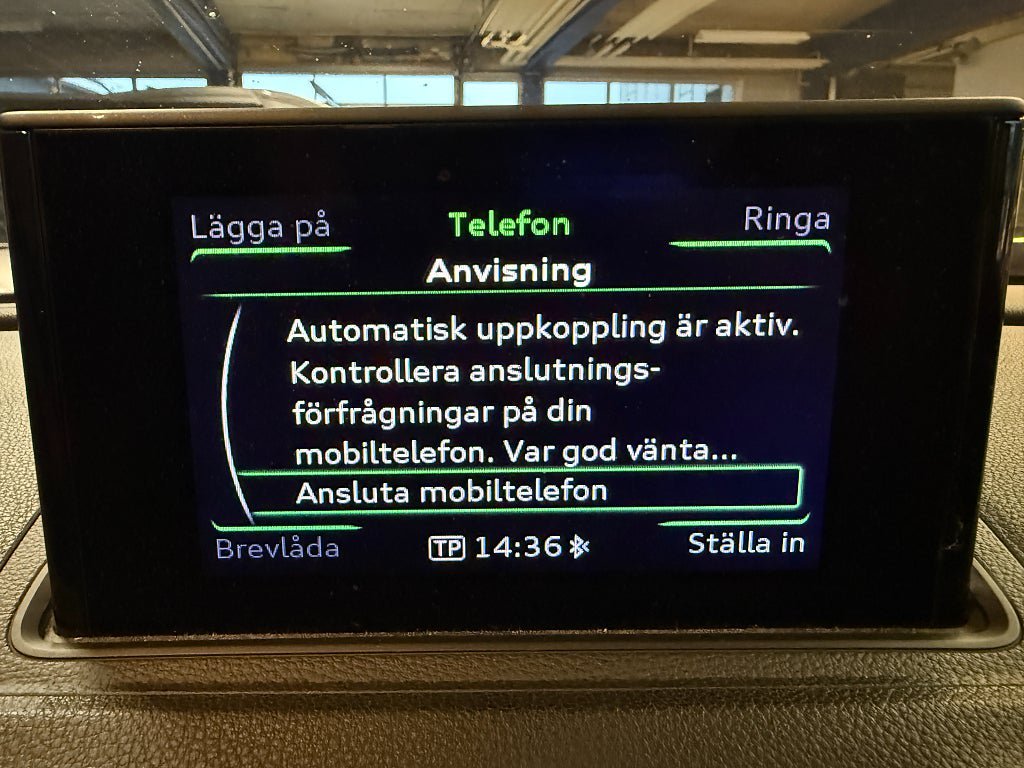 Lägga på
Telefon
Ringa
Anvisning
Automatisk uppkoppling är aktiv.
Kontrollera anslutnings-
förfrågningar på din
mobiltelefon. Var god vänta...
Ansluta mobiltelefon
Brevlåda
TP 14:36
Ställa in